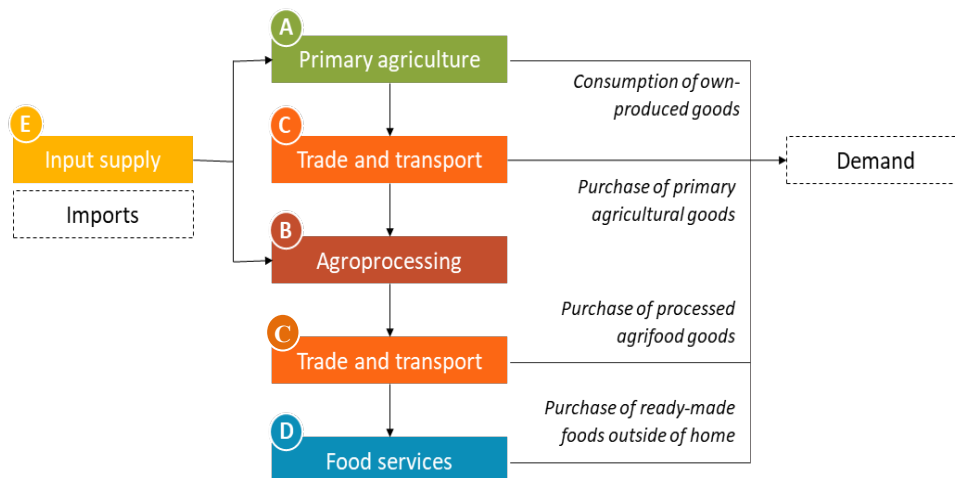 A
Primary agriculture
Consumption of own-
produced goods
E
Input supply
Imports
C
Trade and transport
Demand
Purchase of primary
agricultural goods
B
Agroprocessing
Purchase of processed
agrifood goods
C
Trade and transport
Purchase of ready-made
foods outside of home
D
Food services